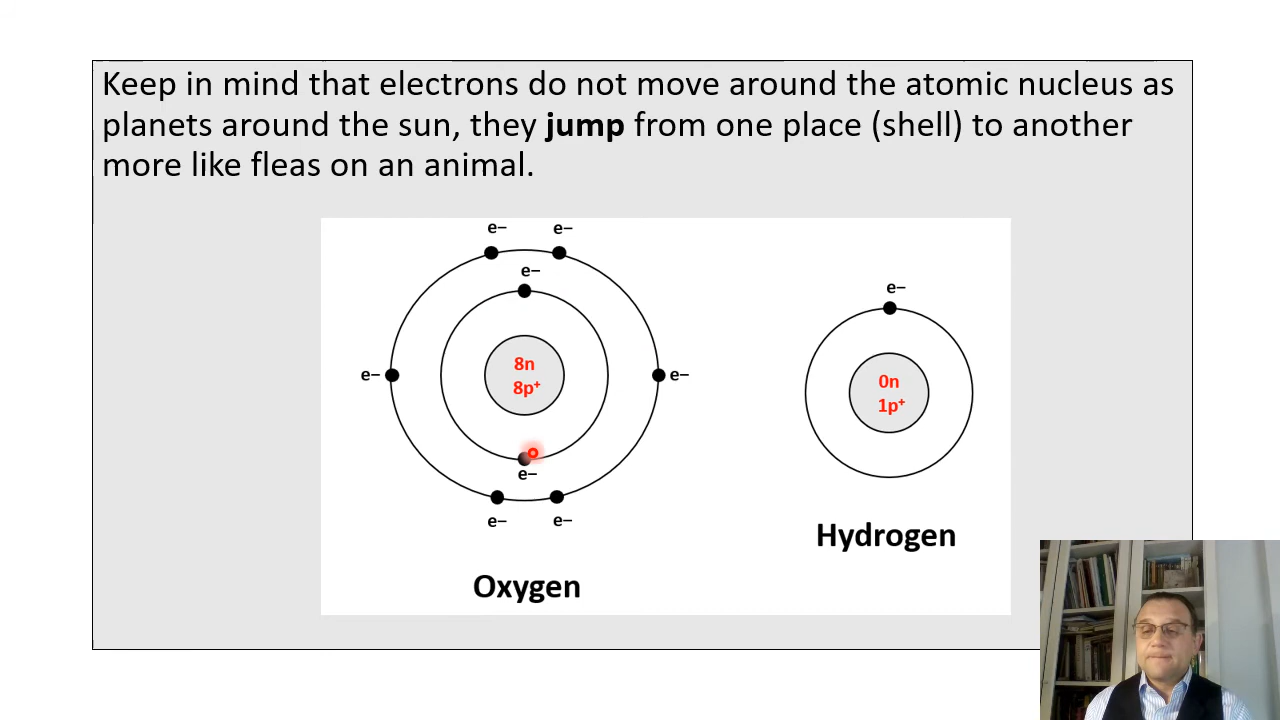 Keep in mind that electrons do not move around the atomic nucleus as
planets around the sun, they jump from one place (shell) to another
more like fleas on an animal.
e– e–
e–
e–
8n
8p⁺
e– e–
0n
1p⁺
e–
e– e–
Oxygen
Hydrogen